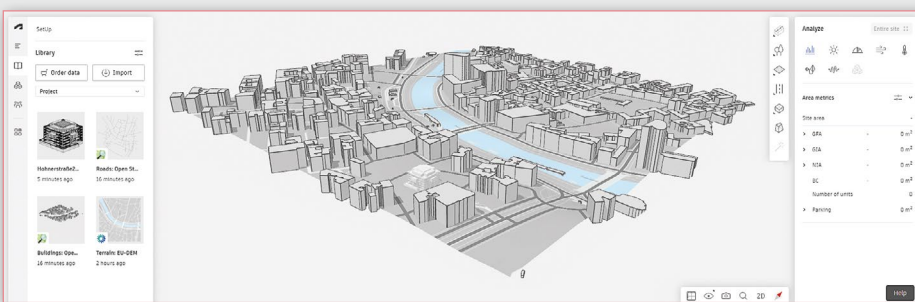 SetUp
Library
Order data
Import
Project
Hohnerstraße2...
5 minutes ago
Roads: Open St...
16 minutes ago
Buildings: Ope...
16 minutes ago
Terrain: EU-DEM
2 hours ago
2D
Analyze
Entire site
Area metrics
Site area -
GFA - 0 m²
GIA - 0 m²
NIA - 0 m²
BC - 0 m²
Number of units 0
Parking 0 m²
Help